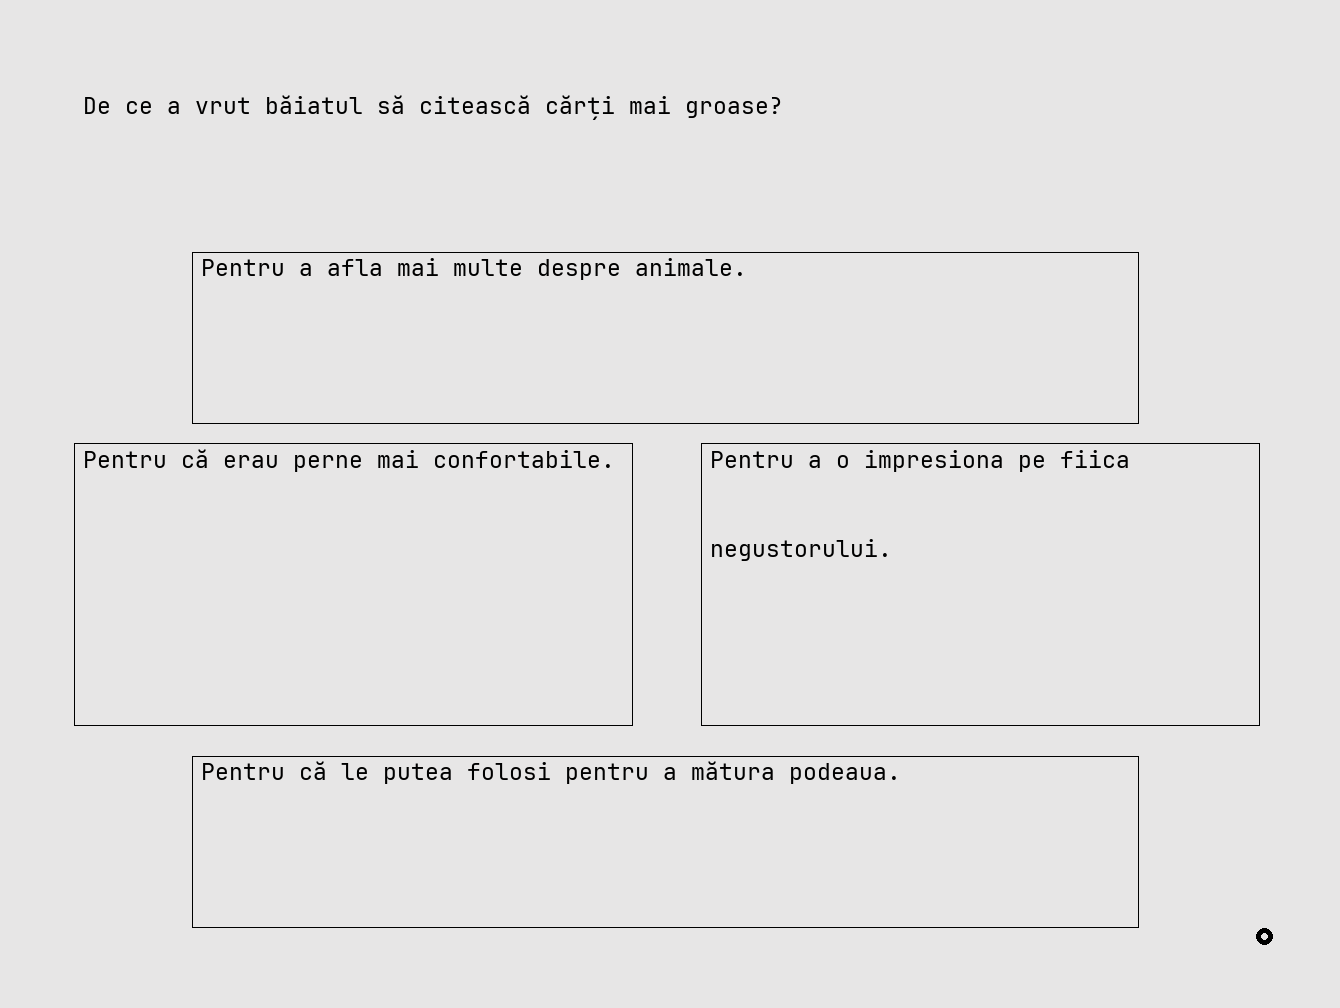 De ce a vrut băiatul să citească cărți mai groase?
Pentru a afla mai multe despre animale.
Pentru că erau perne mai confortabile.
Pentru a o impresiona pe fiica
negustorului.
Pentru că le putea folosi pentru a mătura podeaua.